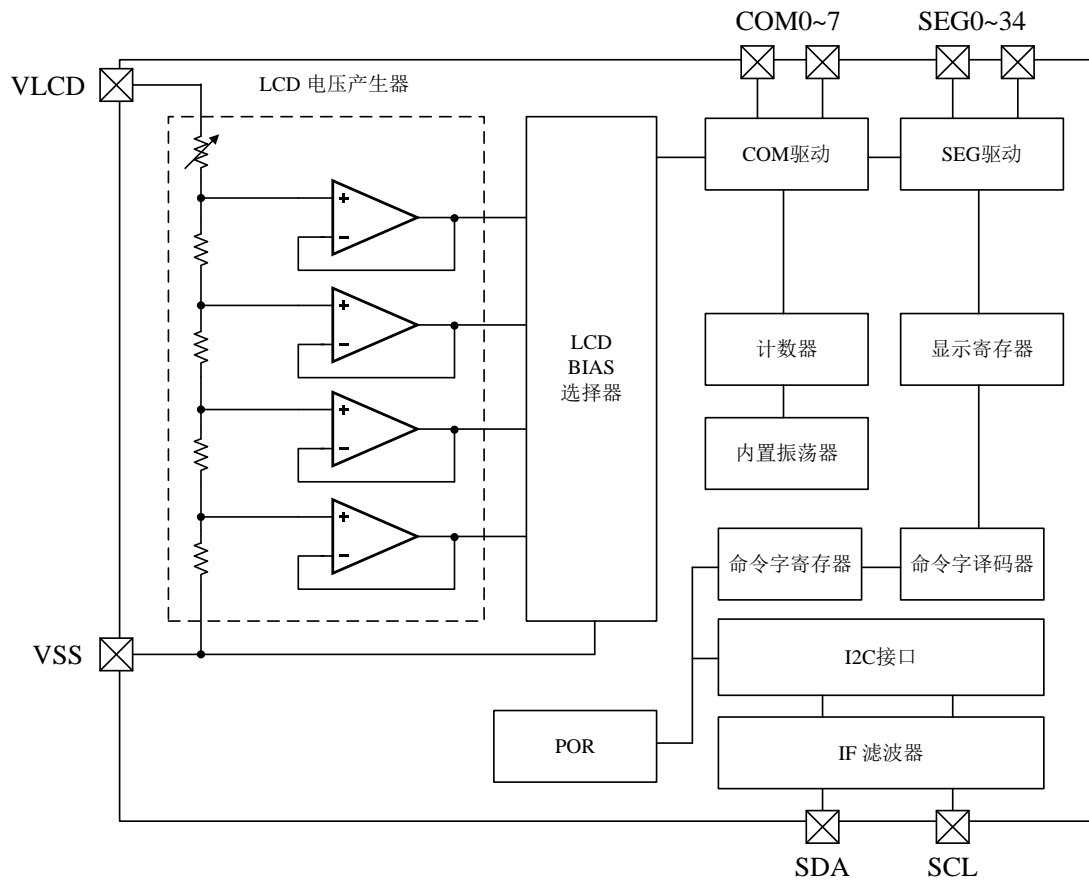 COM0~7
SEG0~34
VLCD
LCD 电压产生器
COM驱动
SEG驱动
+
-
+
-
+
-
+
-
LCD
BIAS
选择器
计数器
显示寄存器
内置振荡器
命令字寄存器
命令字译码器
VSS
I2C接口
POR
IF 滤波器
SDA
SCL